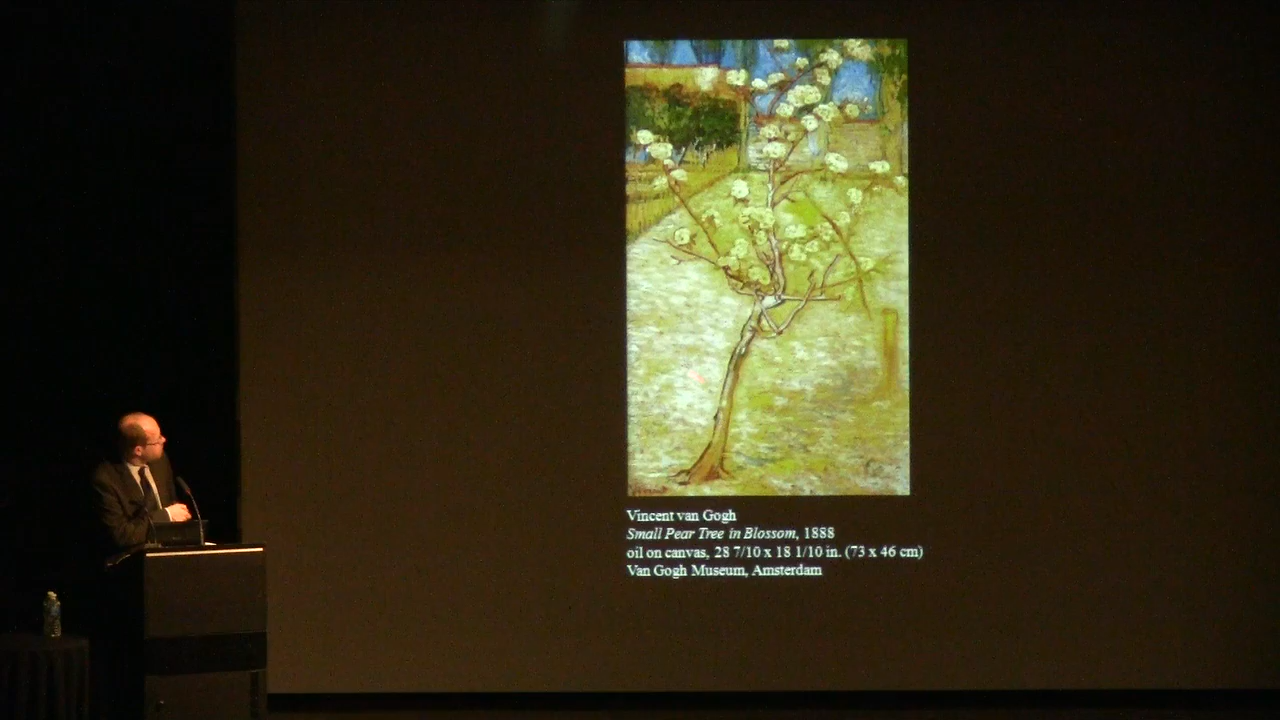 Vincent van Gogh
Small Pear Tree in Blossom, 1888
oil on canvas, 28 7/10 x 18 1/10 in. (73 x 46 cm)
Van Gogh Museum, Amsterdam